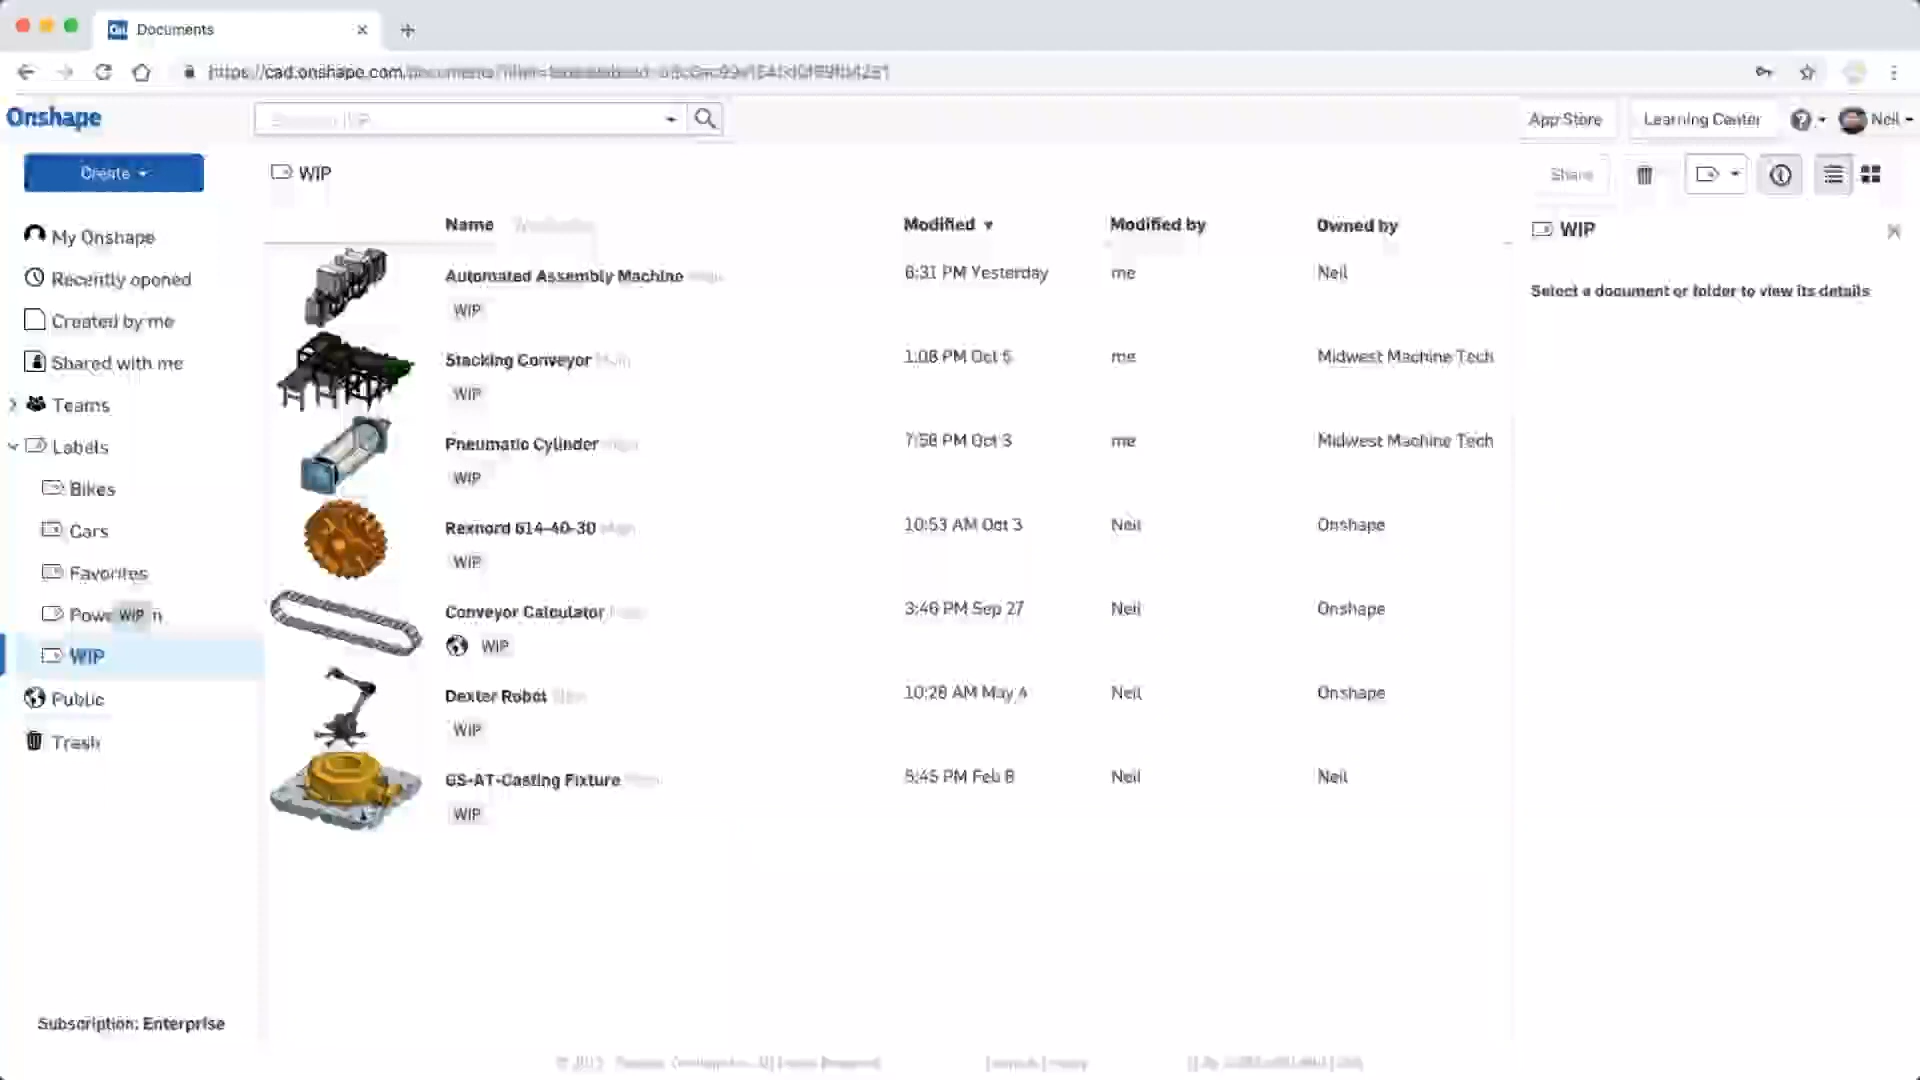 Documents
https://cad.onshape.com
Onshape
App Store
Learning Center
Neil
Create
WIP
Share
My Onshape
Recently opened
Created by me
Shared with me
Teams
Labels
Bikes
Cars
Favorites
WIP
WIP
Public
Trash
Subscription: Enterprise
Name Modified Modified by Owned by
Automated Assembly Machine 6:31 PM Yesterday me Neil
WIP
Stacking Conveyor 1:08 PM Oct 5 me Midwest Machine Tech
WIP
Pneumatic Cylinder 7:58 PM Oct 3 me Midwest Machine Tech
WIP
Rexnord 614-40-30 10:53 AM Oct 3 Neil Onshape
WIP
Conveyor Calculator 3:46 PM Sep 27 Neil Onshape
WIP
Dexter Robot 10:28 AM May 4 Neil Onshape
WIP
GS-AT-Casting Fixture 5:45 PM Feb 8 Neil Neil
WIP
WIP
Select a document or folder to view its details